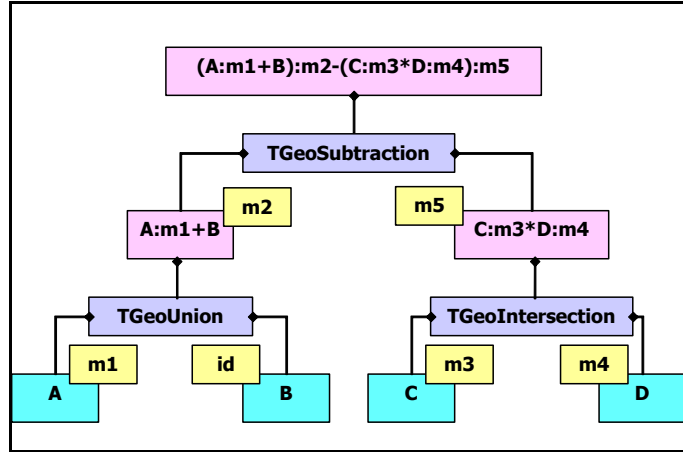 (A:m1+B):m2-(C:m3*D:m4):m5
TGeoSubtraction
m2
m5
A:m1+B
C:m3*D:m4
TGeoUnion
TGeoIntersection
m1
id
m3
m4
A
B
C
D